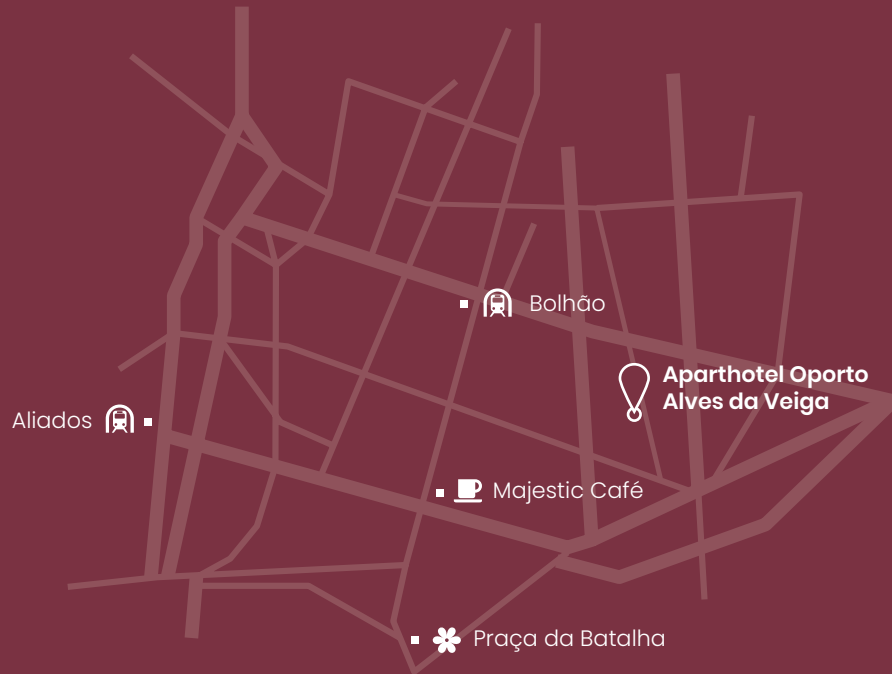 Bolhão
Aparthotel Oporto
Alves da Veiga
Aliados
Majestic Café
Praça da Batalha